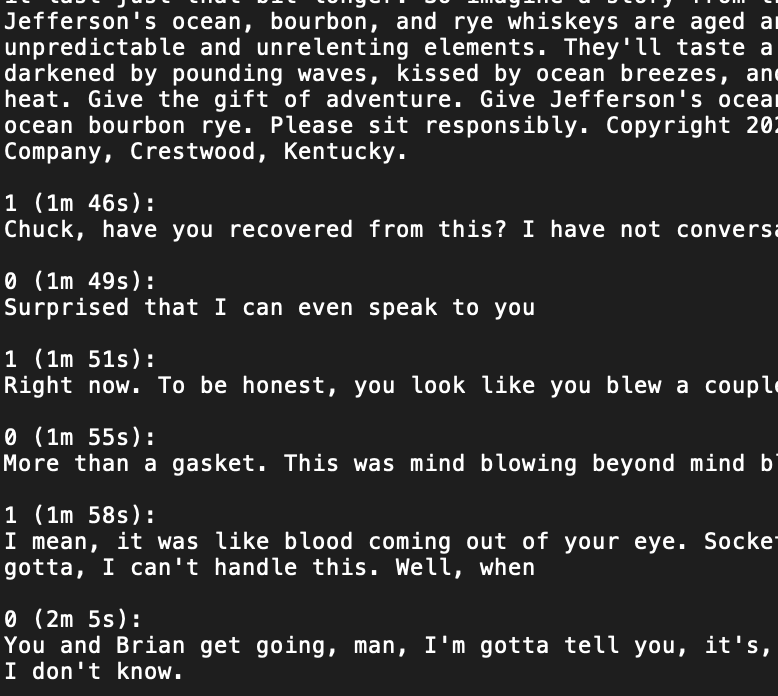 it last just that bit longer. So imagine a story from
Jefferson's ocean, bourbon, and rye whiskeys are aged
unpredictable and unrelenting elements. They'll taste a
darkened by pounding waves, kissed by ocean breezes, and
heat. Give the gift of adventure. Give Jefferson's ocean
ocean bourbon rye. Please sit responsibly. Copyright 202
Company, Crestwood, Kentucky.
1 (1m 46s):
Chuck, have you recovered from this? I have not conversa
0 (1m 49s):
Surprised that I can even speak to you
1 (1m 51s):
Right now. To be honest, you look like you blew a couple
0 (1m 55s):
More than a gasket. This was mind blowing beyond mind bl
1 (1m 58s):
I mean, it was like blood coming out of your eye. Socket
gotta, I can't handle this. Well, when
0 (2m 5s):
You and Brian get going, man, I'm gotta tell you, it's,
I don't know.